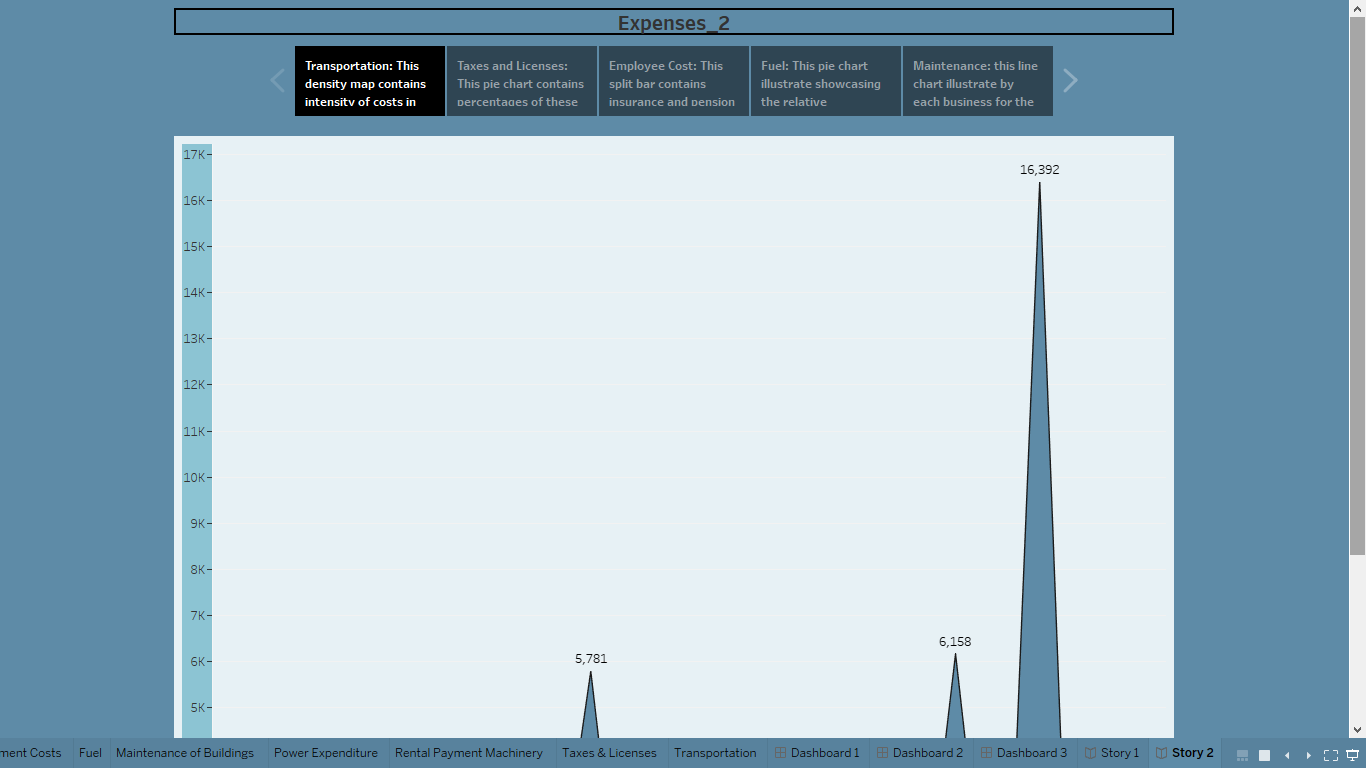 Expenses_2
Transportation: This
density map contains
intensity of costs in
Taxes and Licenses:
This pie chart contains
percentages of these
Employee Cost: This
split bar contains
insurance and pension
Fuel: This pie chart
illustrate showcasing
the relative
Maintenance: this line
chart illustrate by
each business for the
17K
16,392
16K
15K
14K
13K
12K
11K
10K
9K
8K
7K
6,158
5,781
6K
5K
ment Costs
Fuel
Maintenance of Buildings
Power Expenditure
Rental Payment Machinery
Taxes & Licenses
Transportation
Dashboard 1
Dashboard 2
Dashboard 3
Story 1
Story 2